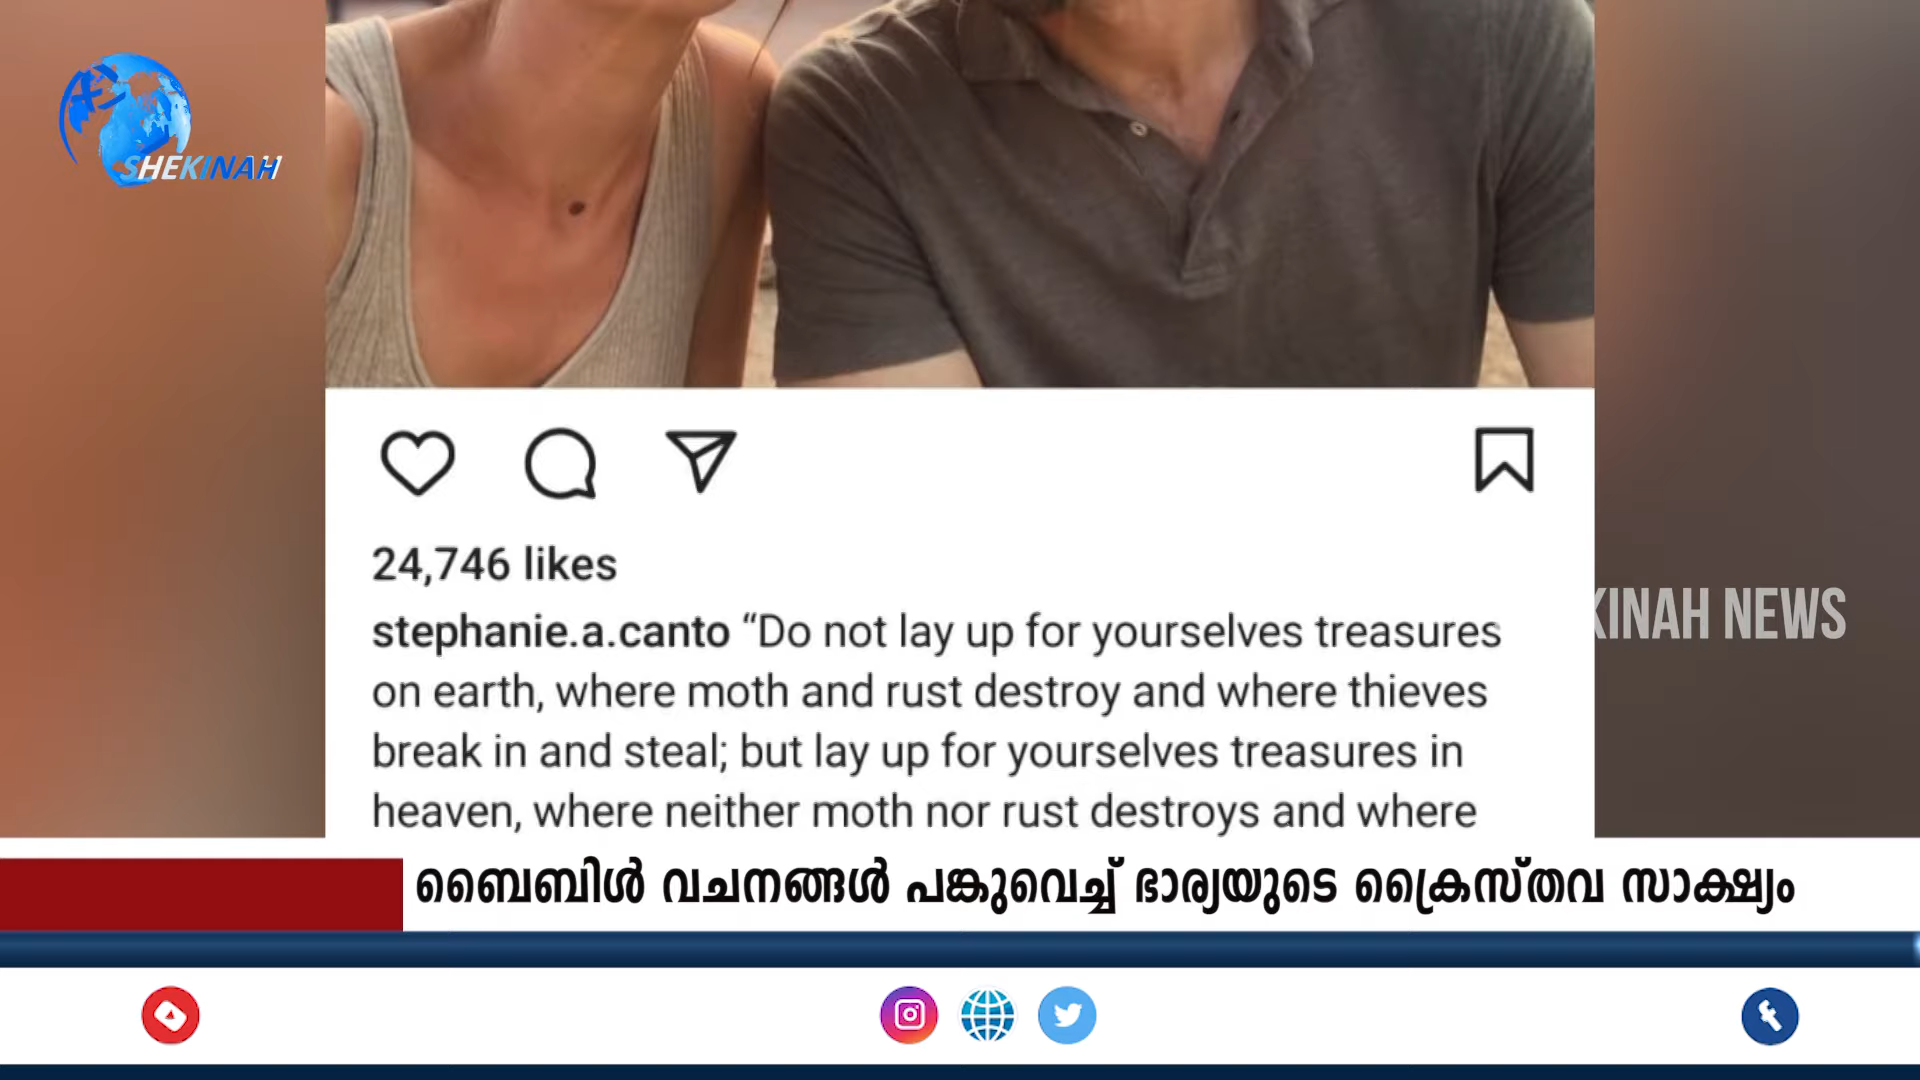 SHEKINAH
24,746 likes
stephanie.a.canto “Do not lay up for yourselves treasures
on earth, where moth and rust destroy and where thieves
break in and steal; but lay up for yourselves treasures in
heaven, where neither moth nor rust destroys and where
KINAH NEWS
ബൈബിൾ വചനങ്ങൾ പങ്കുവെച്ച് ഭാര്യയുടെ ക്രൈസ്തവ സാക്ഷ്യം